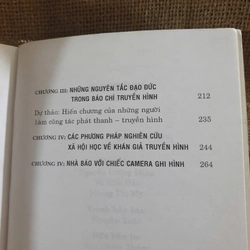 CHƯƠNG III: NHỮNG NGUYÊN TẮC ĐẠO ĐỨC
TRONG BÁO CHÍ TRUYỀN HÌNH 212
Dự thảo: Hiến chương của những người
làm công tác phát thanh – truyền hình 235
CHƯƠNG IV: CÁC PHƯƠNG PHÁP NGHIÊN CỨU
XÃ HỘI HỌC VỀ KHÁN GIẢ TRUYỀN HÌNH 244
CHƯƠNG IV: NHÀ BÁO VỚI CHIẾC CAMERA GHI HÌNH 264